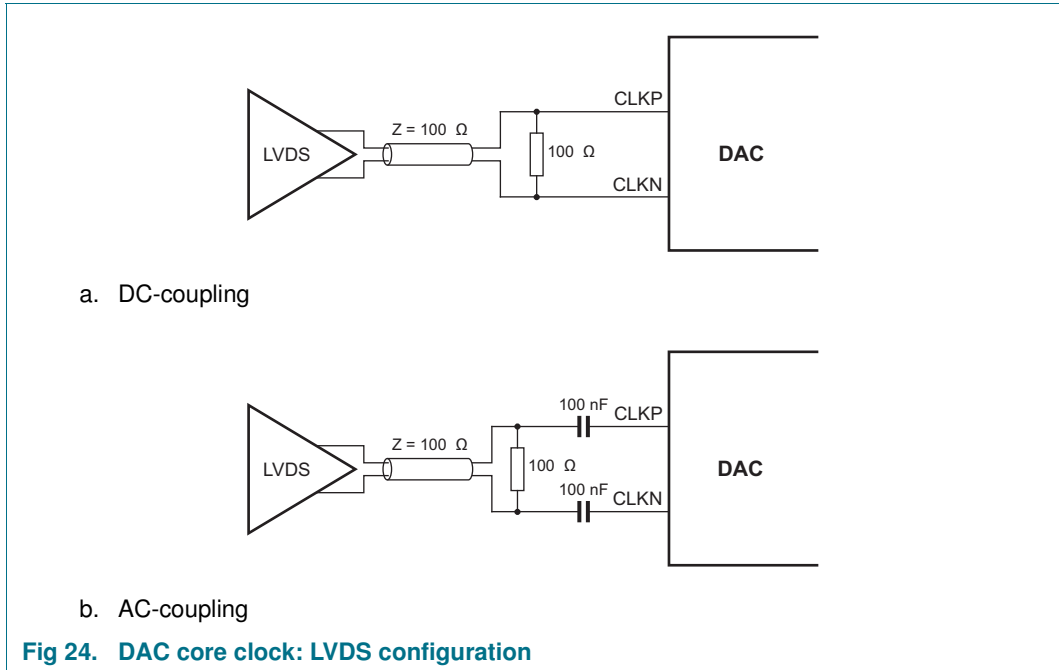 CLKP
Z = 100 Ω
LVDS
100 Ω
DAC
CLKN
a. DC-coupling
100 nF
CLKP
Z = 100 Ω
LVDS
100 Ω
DAC
100 nF
CLKN
b. AC-coupling
Fig 24. DAC core clock: LVDS configuration